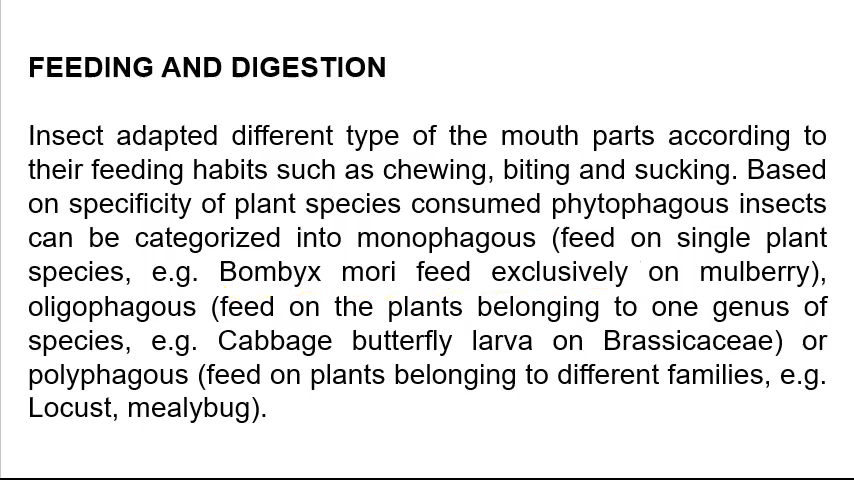 FEEDING AND DIGESTION
Insect adapted different type of the mouth parts according to
their feeding habits such as chewing, biting and sucking. Based
on specificity of plant species consumed phytophagous insects
can be categorized into monophagous (feed on single plant
species, e.g. Bombyx mori feed exclusively on mulberry),
oligophagous (feed on the plants belonging to one genus of
species, e.g. Cabbage butterfly larva on Brassicaceae) or
polyphagous (feed on plants belonging to different families, e.g.
Locust, mealybug).